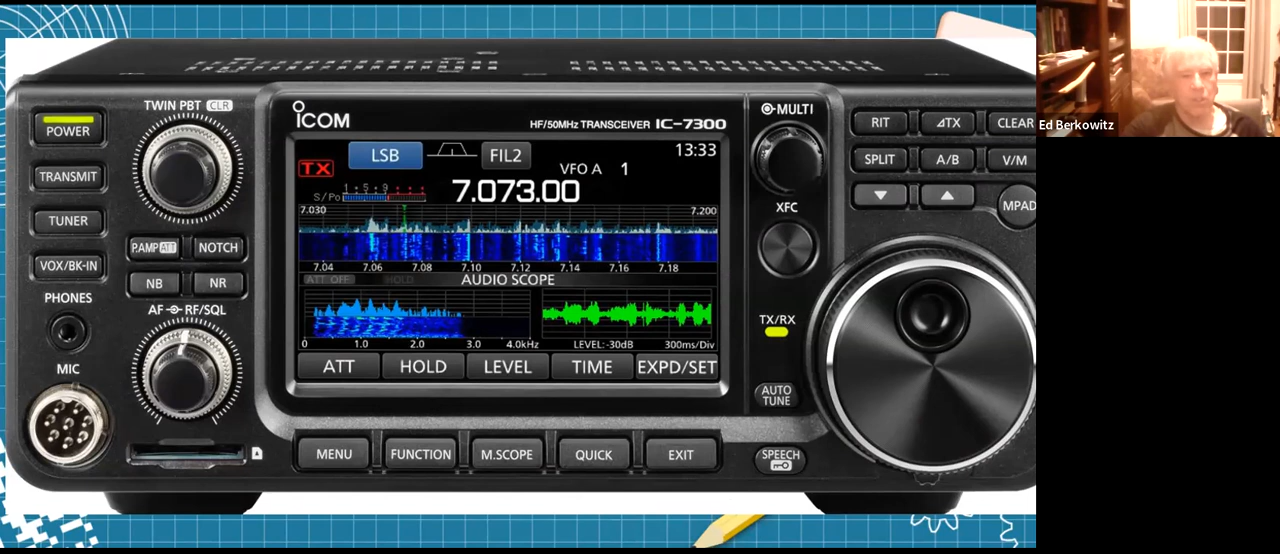 TWIN PBT CLR
POWER
TRANSMIT
TUNER
VOX/BK-IN
P.AMP ATT
NOTCH
NB
NR
PHONES
AF RF/SQL
MIC
ICOM
HF/50MHz TRANSCEIVER IC-7300
LSB
FIL2
13:33
TX
VFO A 1
S/Po
1 5 9
7.073.00
7.030
7.200
7.04 7.06 7.08 7.10 7.12 7.14 7.16 7.18
ATT OFF
HOLD
AUDIO SCOPE
0 1.0 2.0 3.0 4.0kHz
LEVEL:-30dB 300ms/Div
ATT HOLD LEVEL TIME EXPD/SET
MENU FUNCTION M.SCOPE QUICK EXIT
MULTI
XFC
TX/RX
AUTO TUNE
SPEECH
RIT ⊿TX CLEAR
SPLIT A/B V/M
MPAD
Ed Berkowitz